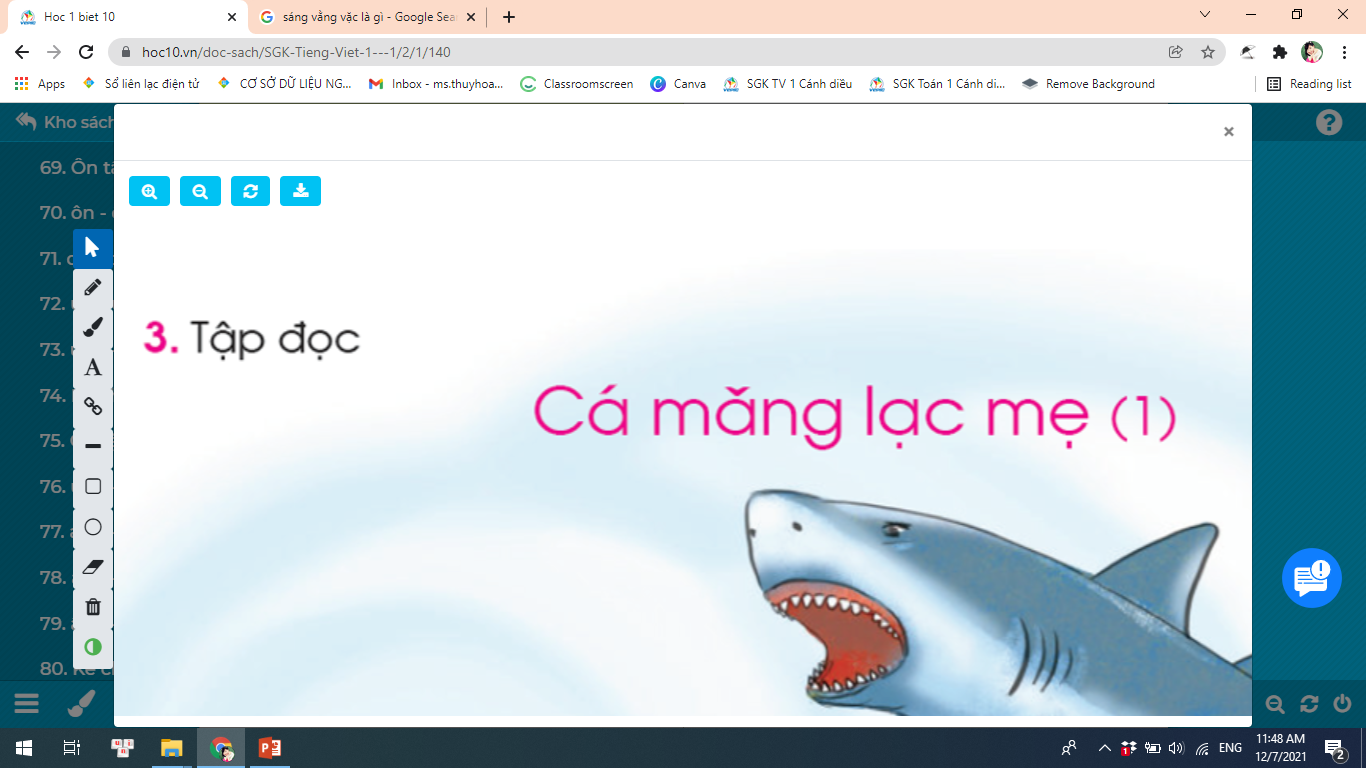 Hoc 1 biet 10
sáng vằng vặc là gì - Google Sear
hoc10.vn/doc-sach/SGK-Tieng-Viet-1---1/2/1/140
Apps
Sổ liên lạc điện tử
CƠ SỞ DỮ LIỆU NG...
Inbox - ms.thuyhoa...
Classroomscreen
Canva
SGK TV 1 Cánh diều
SGK Toán 1 Cánh di...
Remove Background
Reading list
Kho sách
69. Ôn tậ
70. ôn -
71.
72.
73.
74.
75.
76.
77.
78.
79.
80. Kể c
3. Tập đọc
Cá măng lạc mẹ (1)
ENG
11:48 AM
12/7/2021
2